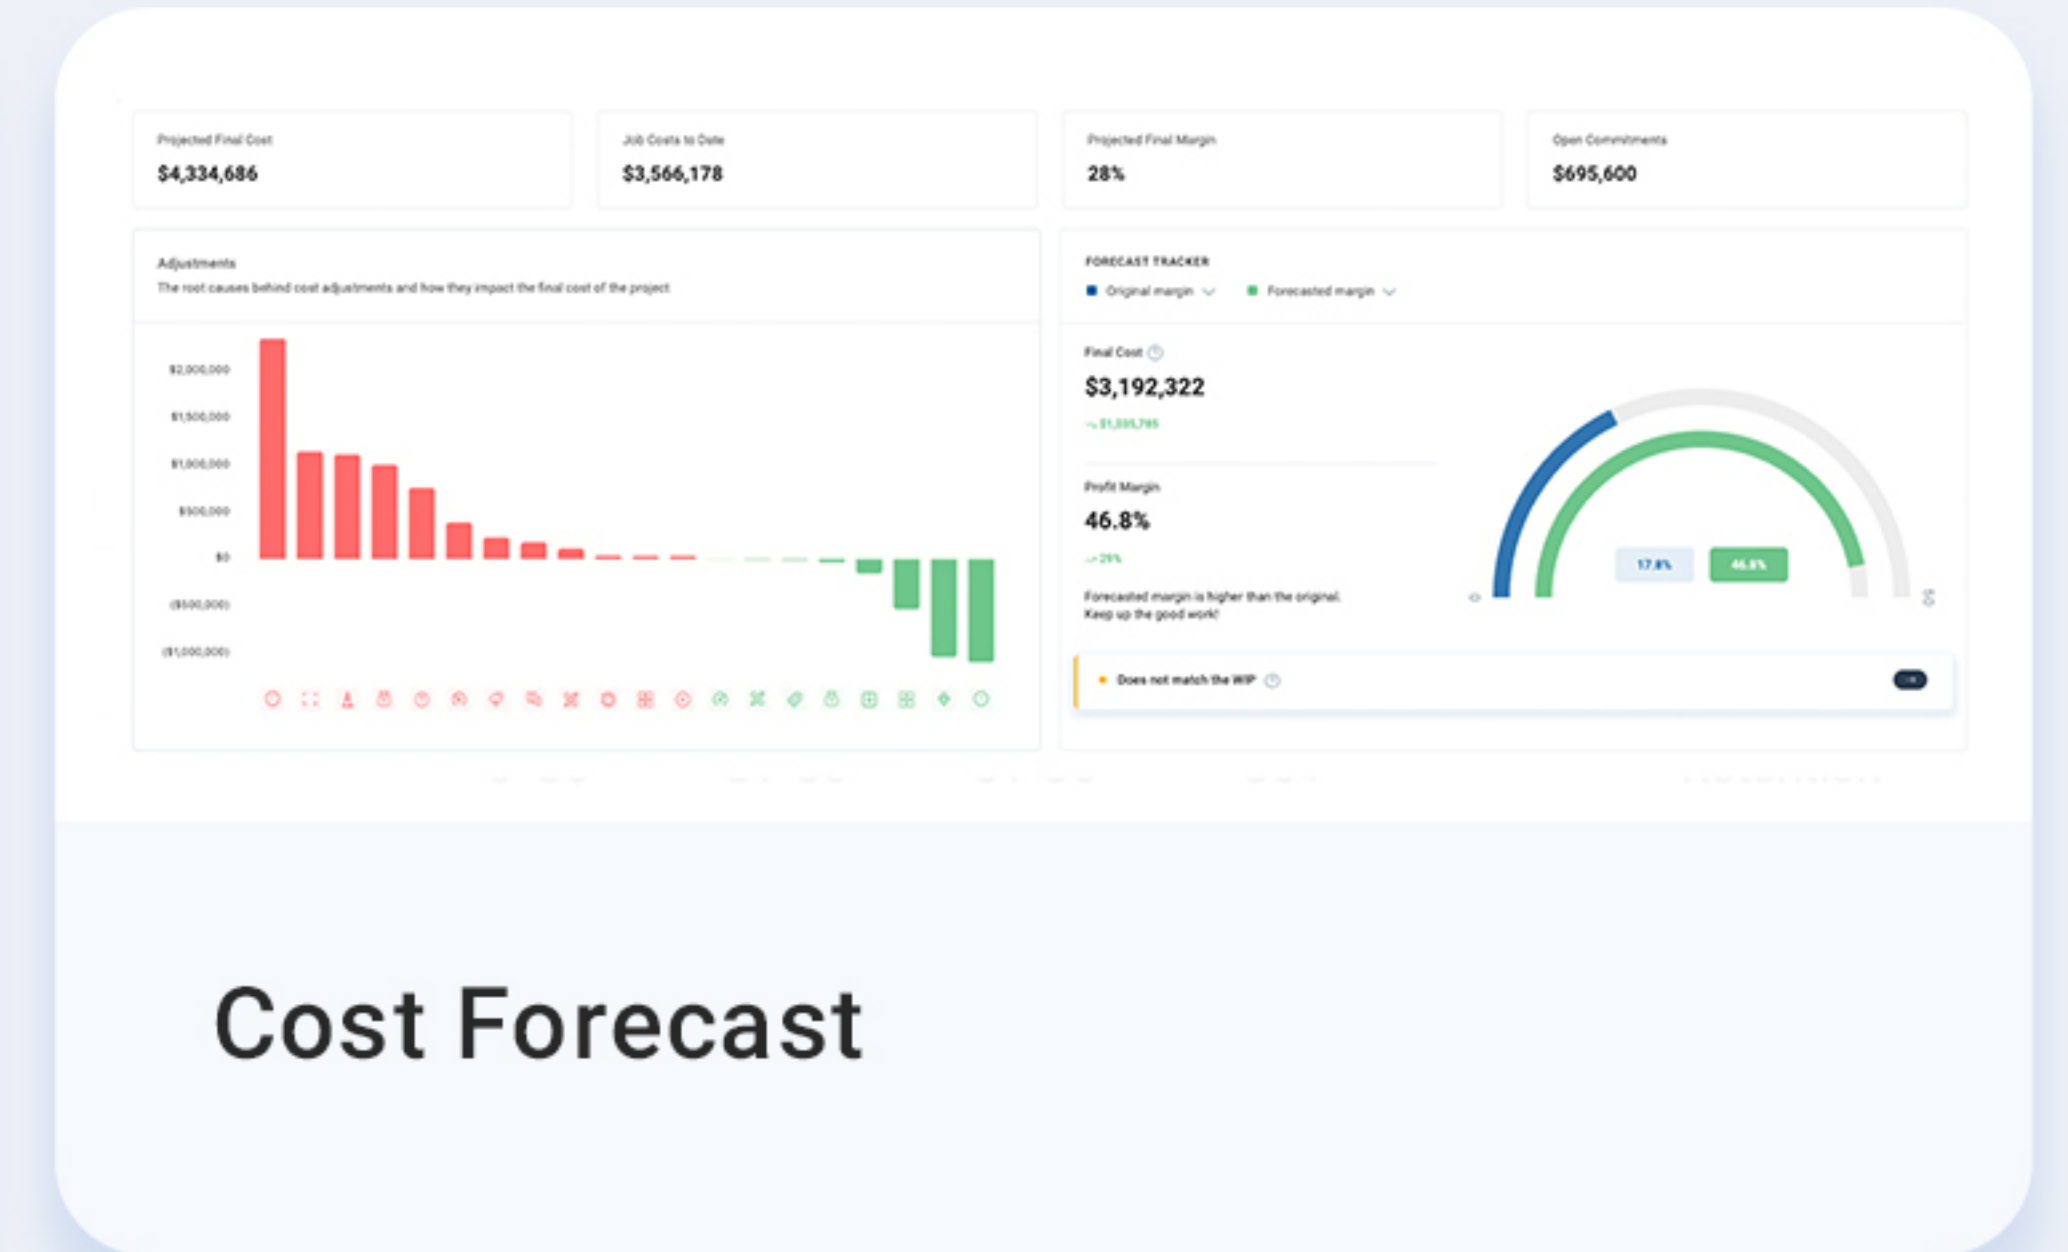 Projected Final Cost
$4,334,686
Job Costs to Date
$3,566,178
Projected Final Margin
28%
Open Commitments
$695,600
Adjustments
The root causes behind cost adjustments and how they impact the final cost of the project
$2,000,000
$1,500,000
$1,000,000
$500,000
$0
($500,000)
($1,000,000)
FORECAST TRACKER
Original margin
Forecasted margin
Final Cost
$3,192,322
Profit Margin
46.8%
29%
Forecasted margin is higher than the original.
Keep up the good work!
17.8%
46.8%
0
Does not match the WIP
Cost Forecast